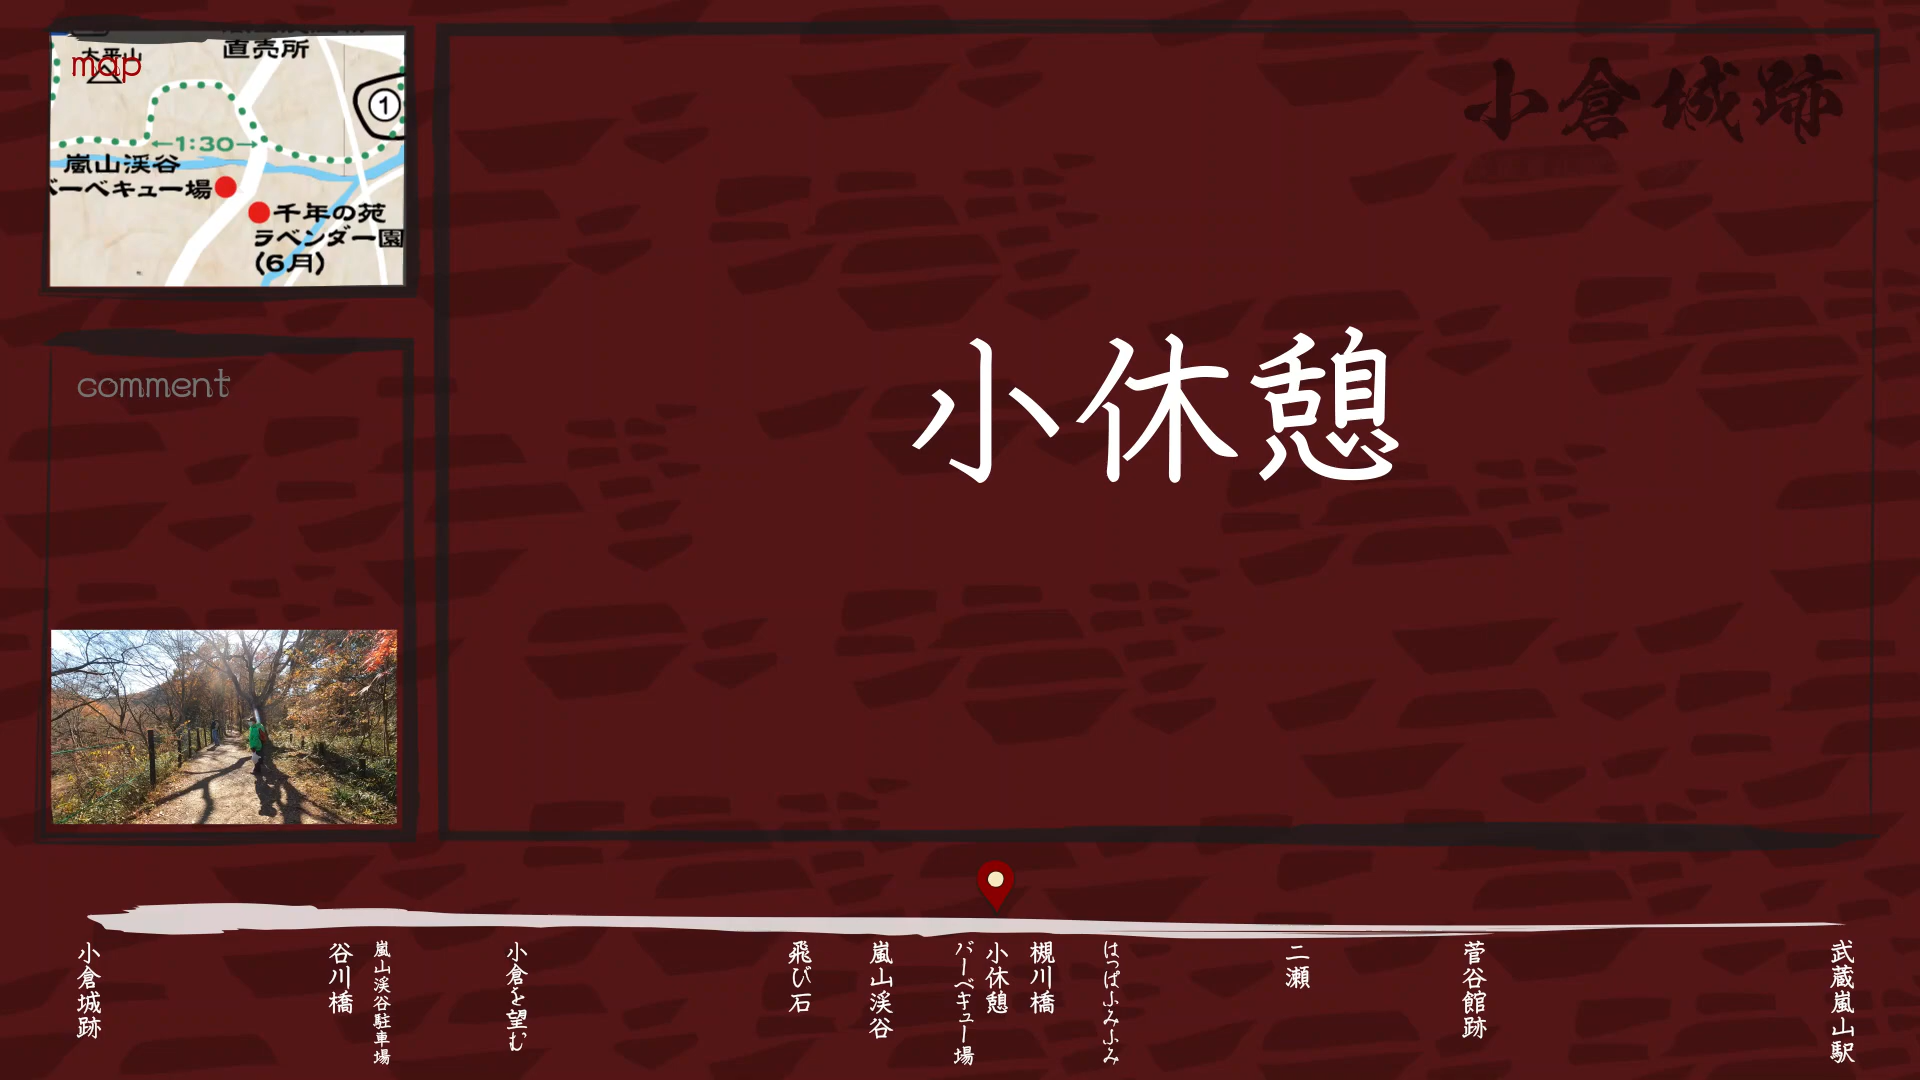 map
大平山
直売所
1
←1:30→
嵐山渓谷
バーベキュー場
千年の苑
ラベンダー園
(6月)
comment
小倉城跡
小休憩
小倉城跡
谷川橋
嵐山渓谷駐車場
小倉を望む
飛び石
嵐山渓谷
バーベキュー場
小休憩
槻川橋
はっぱふみふみ
二瀬
菅谷館跡
武蔵嵐山駅